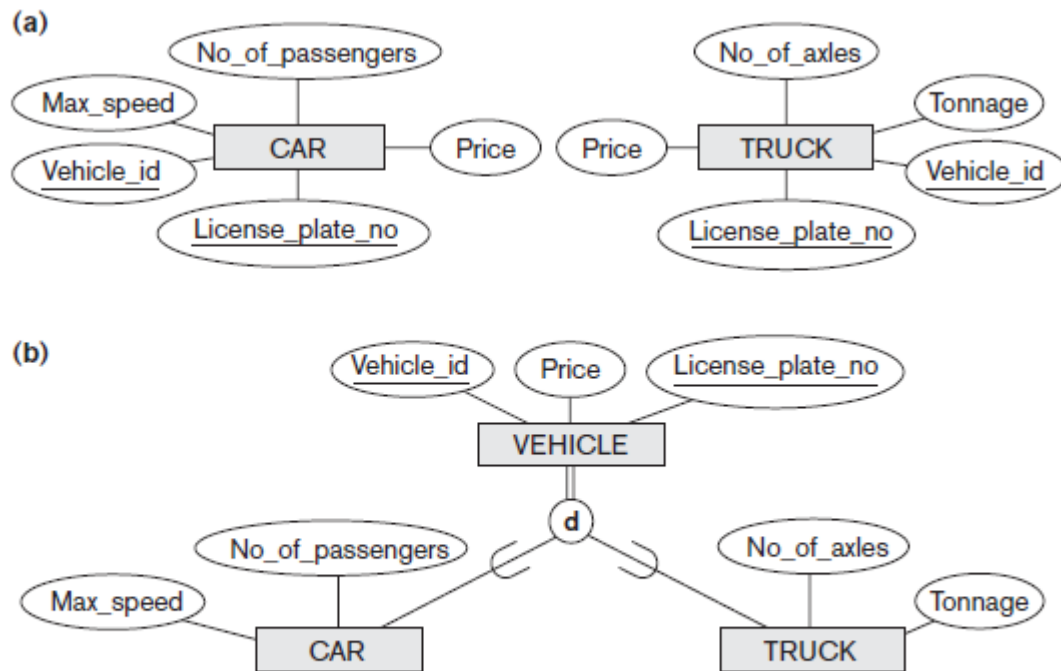 (a)
No_of_passengers
No_of_axles
Max_speed
Tonnage
CAR
Price
Price
TRUCK
Vehicle_id
Vehicle_id
License_plate_no
License_plate_no
(b)
Vehicle_id
Price
License_plate_no
VEHICLE
d
No_of_passengers
No_of_axles
Max_speed
Tonnage
CAR
TRUCK